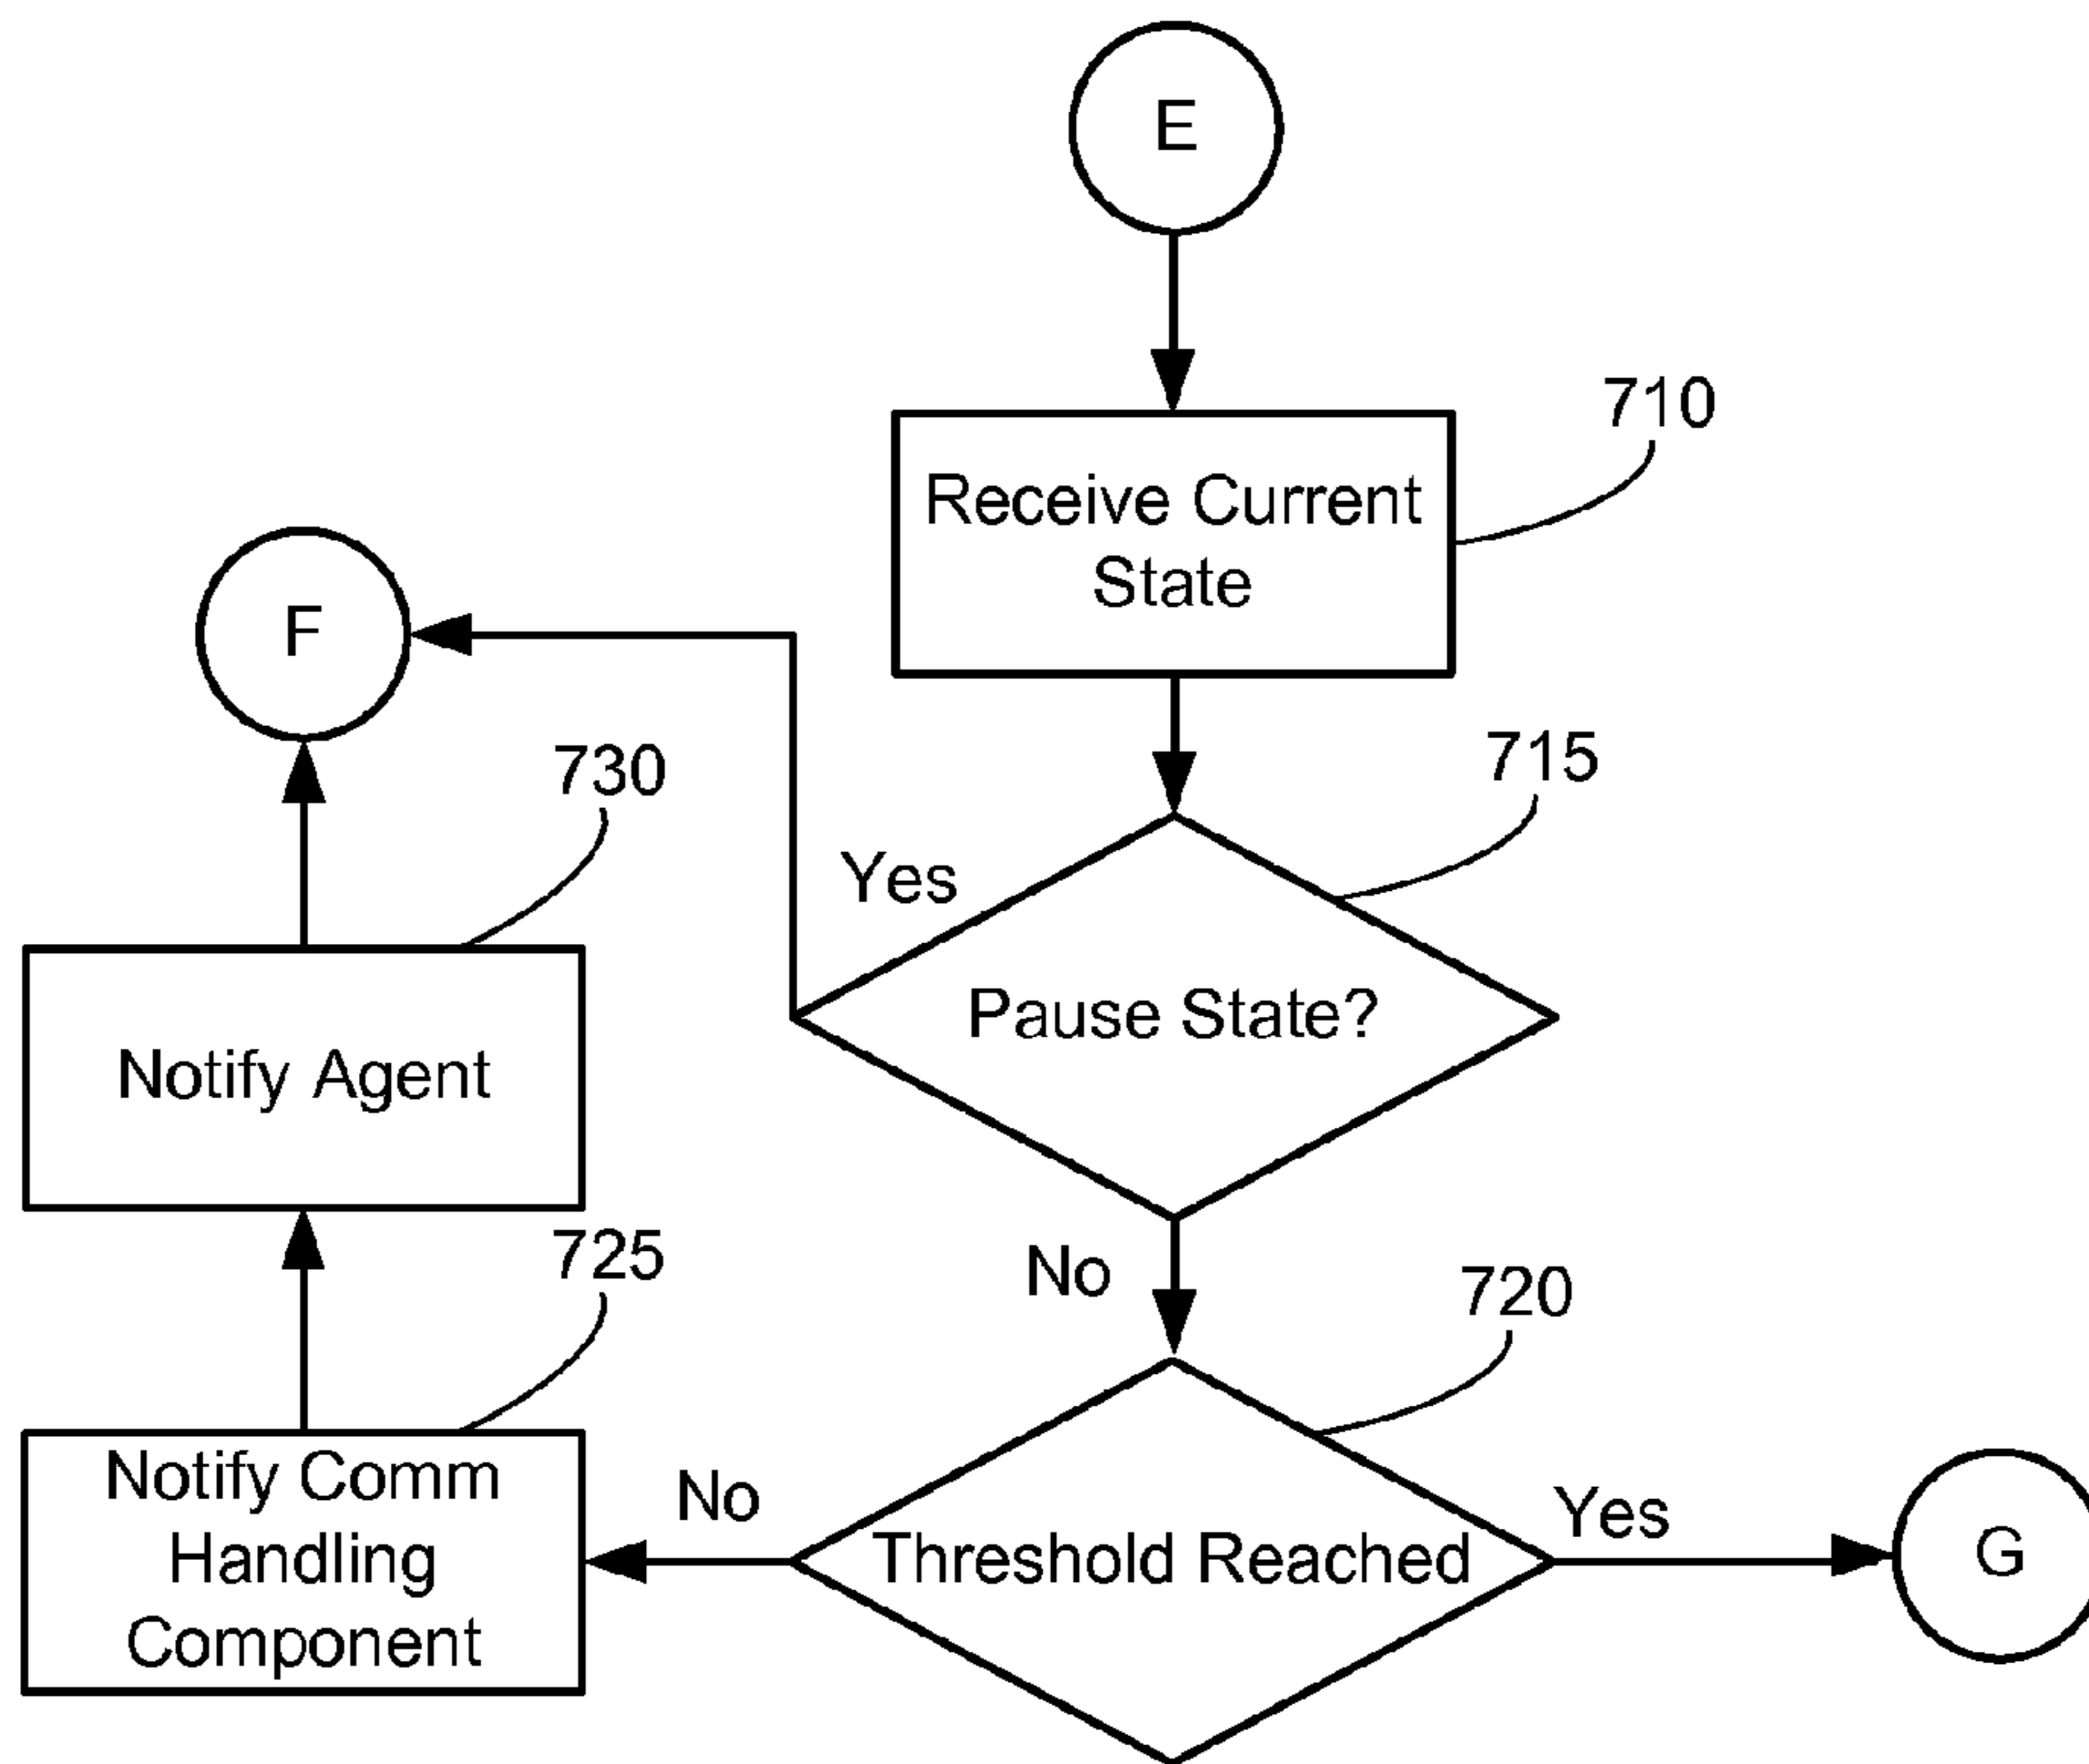 E
710
Receive Current
State
F
730
715
Yes
Pause State?
Notify Agent
725
No
720
Notify Comm
Handling
Component
No
Threshold Reached
Yes
G